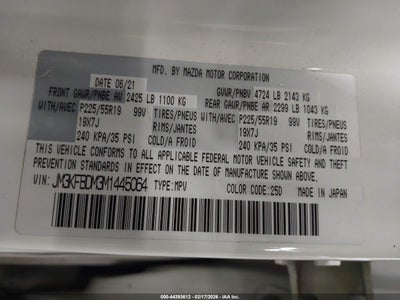 MFD. BY MAZDA MOTOR CORPORATION
DATE 06/21
GVWR/PNBV 4724 LB 2143 KG
FRONT GAWR/PNBE AV 2425 LB 1100 KG
REAR GAWR/PNBE AR 2299 LB 1043 KG
WITH/AVEC P225/55R19 99V TIRES/PNEUS WITH/AVEC P225/55R19 99V TIRES/PNEUS
19X7J RIMS/JANTES 19X7J RIMS/JANTES
240 KPA/35 PSI 240 KPA/35 PSI
THIS VEHICLE CONFORMS TO ALL APPLICABLE FEDERAL MOTOR VEHICLE SAFETY AND THEFT
PREVENTION STANDARDS IN EFFECT ON THE DATE OF MANUFACTURE SHOWN ABOVE.
VIN: JM3KFBDM3M1445064 TYPE:MPV COLOR CODE:25D MADE IN JAPAN
000-44393612 - 02/17/2026 - IAA Inc.